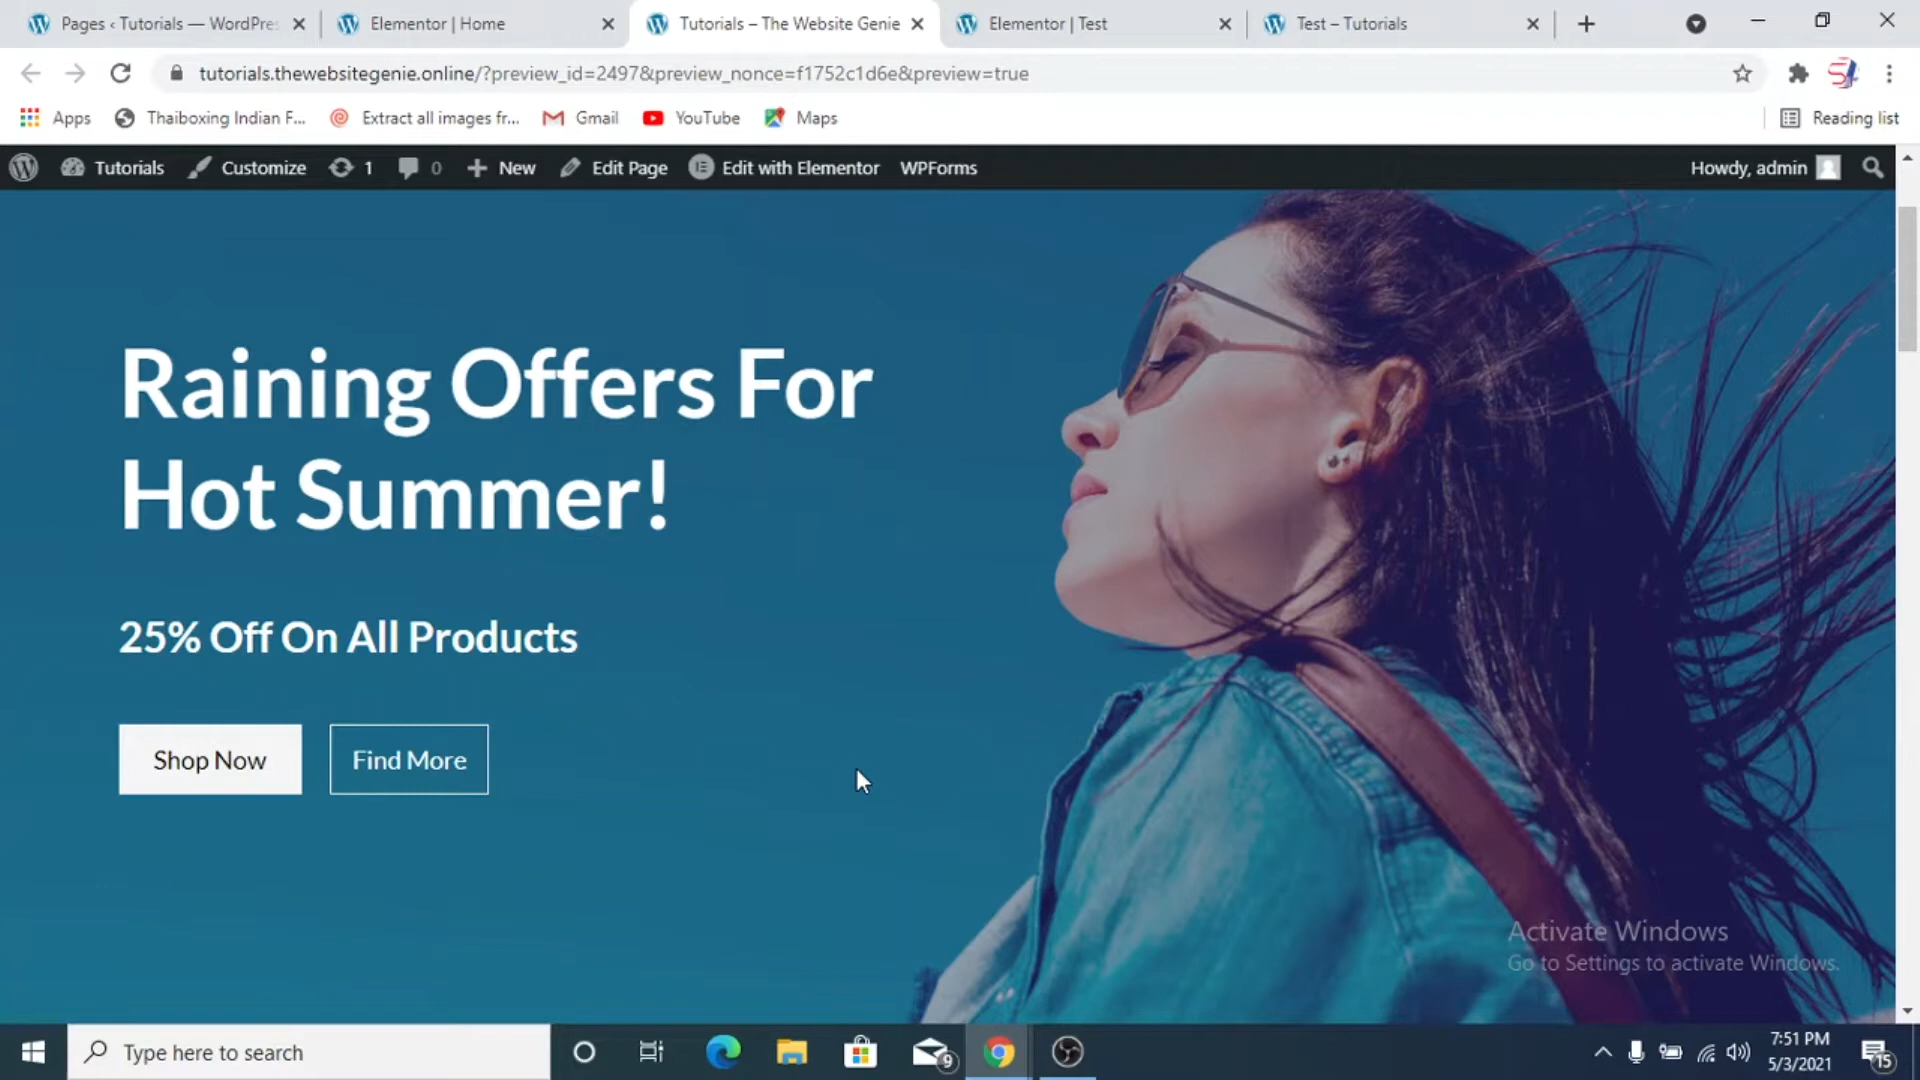 Pages ‹ Tutorials — WordPres
Elementor | Home
Tutorials – The Website Genie
Elementor | Test
Test – Tutorials
tutorials.thewebsitegenie.online/?preview_id=2497&preview_nonce=f1752c1d6e&preview=true
Apps
Thaiboxing Indian F...
Extract all images fr...
Gmail
YouTube
Maps
Reading list
Tutorials
Customize
1
0
New
Edit Page
Edit with Elementor
WPForms
Howdy, admin
Raining Offers For
Hot Summer!
25% Off On All Products
Shop Now
Find More
Activate Windows
Go to Settings to activate Windows.
Type here to search
9
7:51 PM
5/3/2021
15